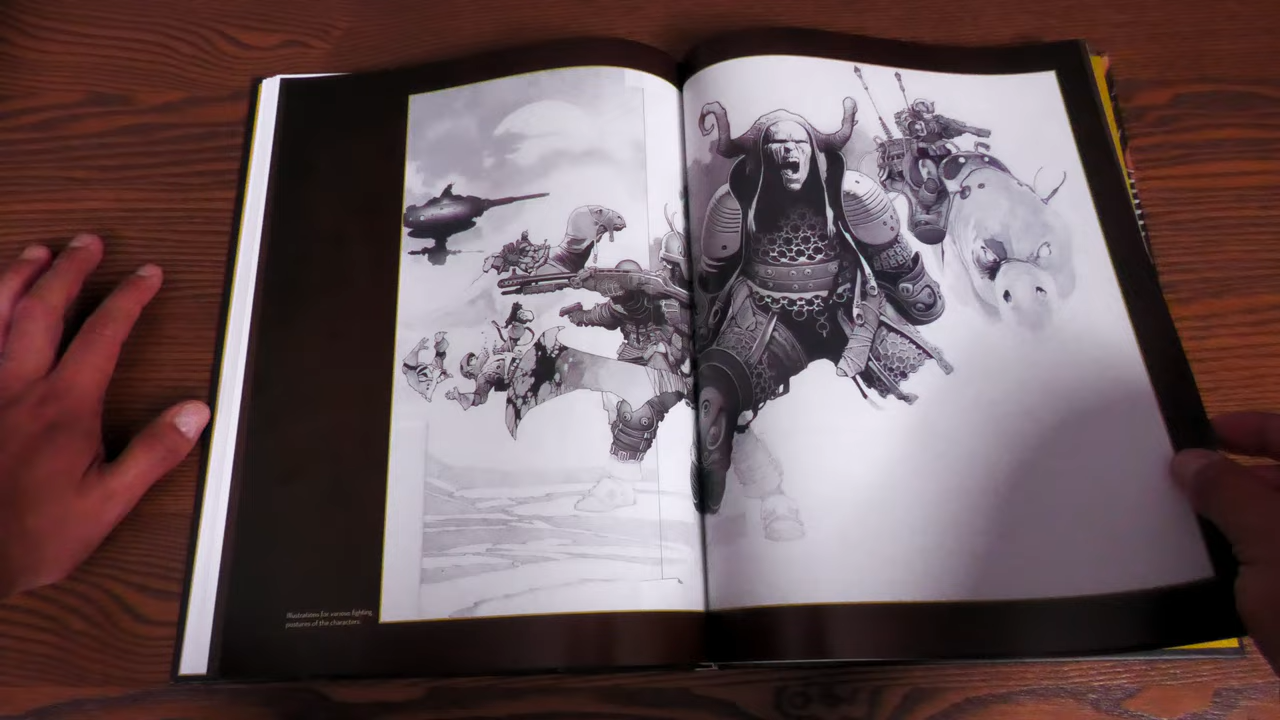 Illustrations for various fighting
postures of the characters.